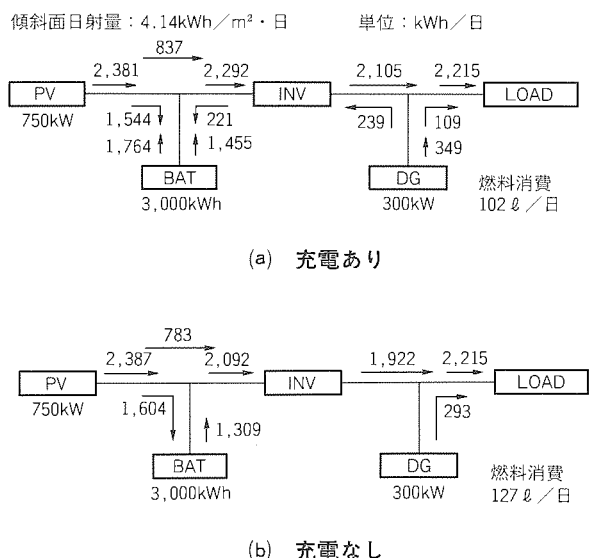 傾斜面日射量：4.14kWh／m²・日　単位：kWh／日
837
2,381　2,292　2,105　2,215
PV　INV　LOAD
750kW　1,544　221　239　109
1,764　1,455　349
BAT　DG　燃料消費
3,000kWh　300kW　102ℓ／日
(a)　充電あり
783
2,387　2,092　1,922　2,215
PV　INV　LOAD
750kW　1,604　1,309　293
BAT　DG　燃料消費
3,000kWh　300kW　127ℓ／日
(b)　充電なし